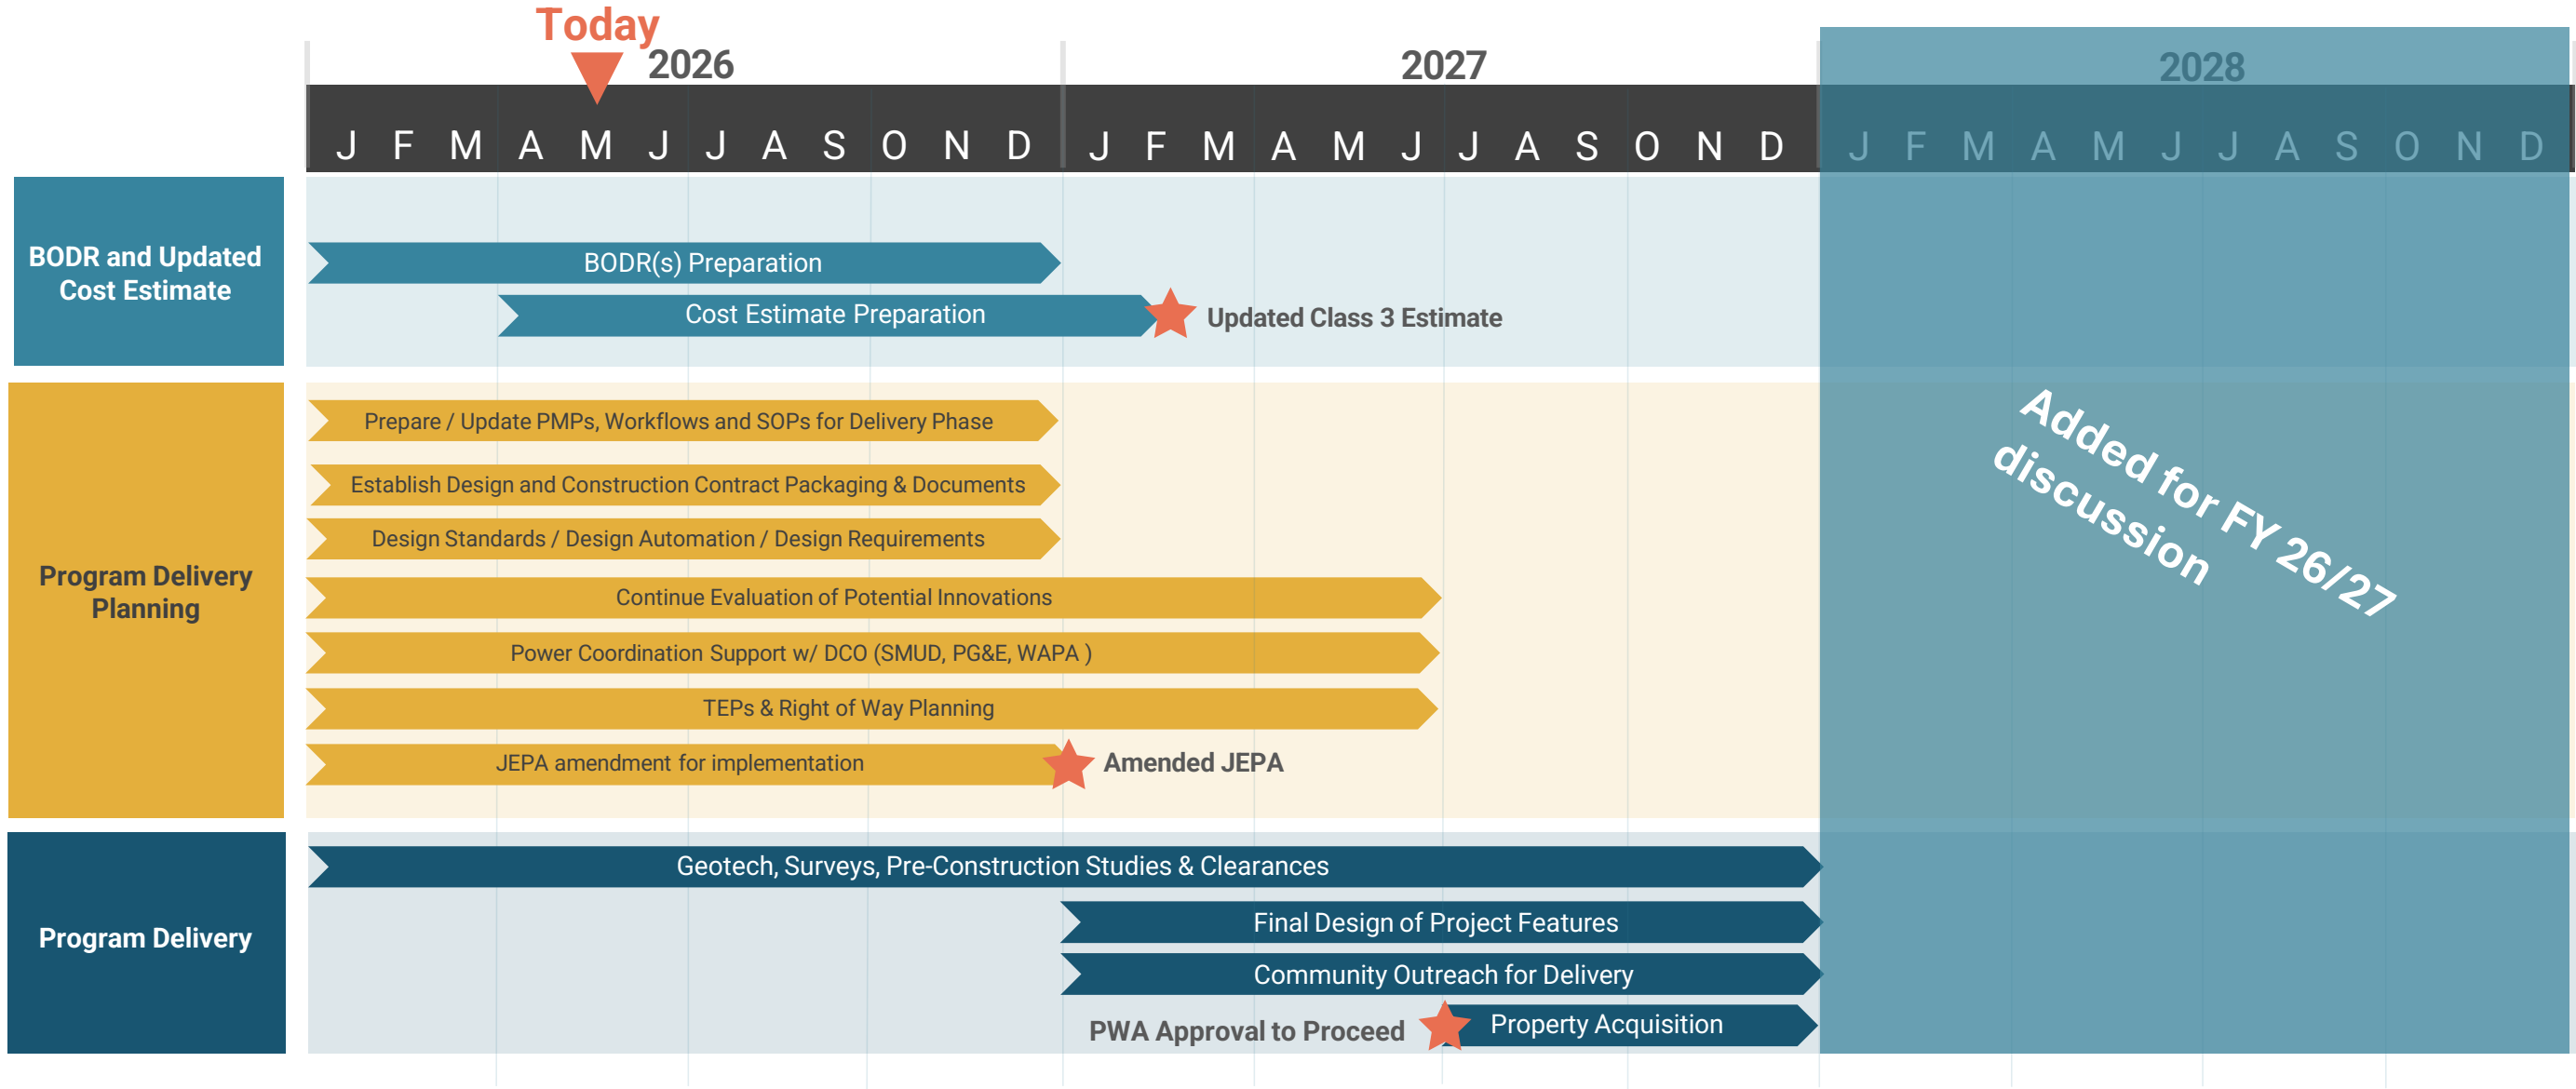 Today
2026 2027 2028
J F M A M J J A S O N D J F M A M J J A S O N D J F M A M J J A S O N D
BODR and Updated
Cost Estimate
BODR(s) Preparation
Cost Estimate Preparation
Updated Class 3 Estimate
Program Delivery
Planning
Prepare / Update PMPs, Workflows and SOPs for Delivery Phase
Establish Design and Construction Contract Packaging & Documents
Design Standards / Design Automation / Design Requirements
Continue Evaluation of Potential Innovations
Power Coordination Support w/ DCO (SMUD, PG&E, WAPA )
TEPs & Right of Way Planning
JEPA amendment for implementation
Amended JEPA
Added for FY 26/27
discussion
Program Delivery
Geotech, Surveys, Pre-Construction Studies & Clearances
Final Design of Project Features
Community Outreach for Delivery
PWA Approval to Proceed
Property Acquisition